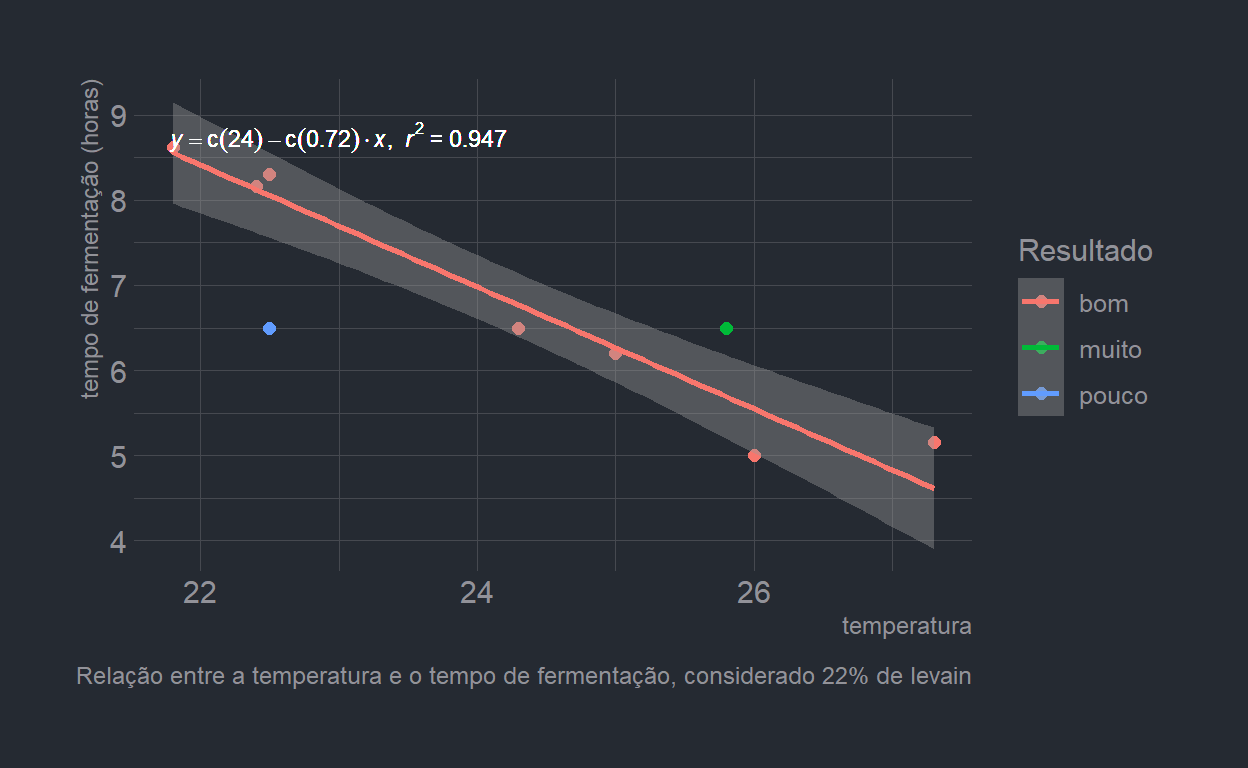 tempo de fermentação (horas)
9
8
7
6
5
4
y = c(24) − c(0.72) · x, r² = 0.947
22 24 26
temperatura
Relação entre a temperatura e o tempo de fermentação, considerado 22% de levain
Resultado
bom
muito
pouco